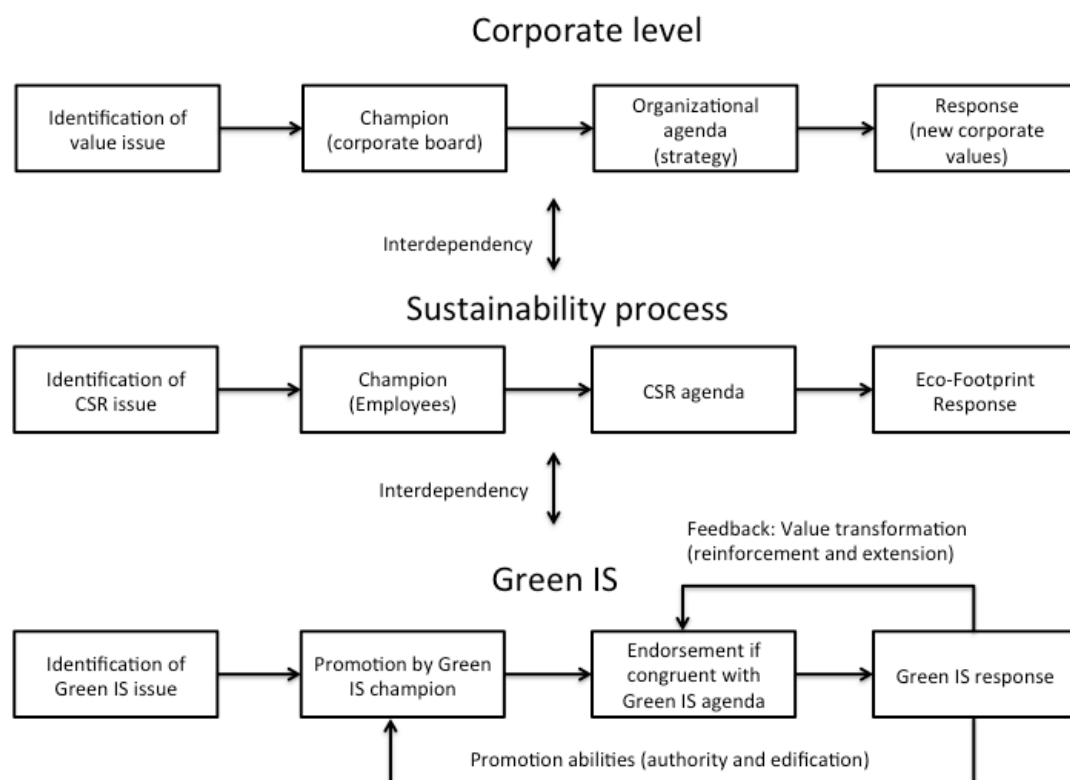 Corporate level
Identification of
value issue
Champion
(corporate board)
Organizational
agenda
(strategy)
Response
(new corporate
values)
Interdependency
Sustainability process
Identification of
CSR issue
Champion
(Employees)
CSR agenda
Eco-Footprint
Response
Interdependency
Feedback: Value transformation
(reinforcement and extension)
Green IS
Identification of
Green IS issue
Promotion by Green
IS champion
Endorsement if
congruent with
Green IS agenda
Green IS response
Promotion abilities (authority and edification)